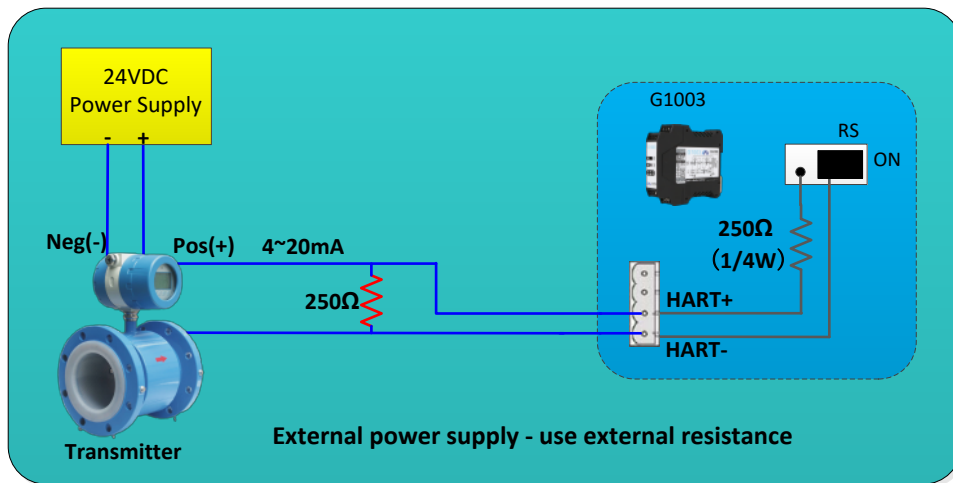 24VDC
Power Supply
- +
Neg(-)
Pos(+)
4~20mA
250Ω
Transmitter
G1003
RS
ON
250Ω
（1/4W）
HART+
HART-
External power supply - use external resistance